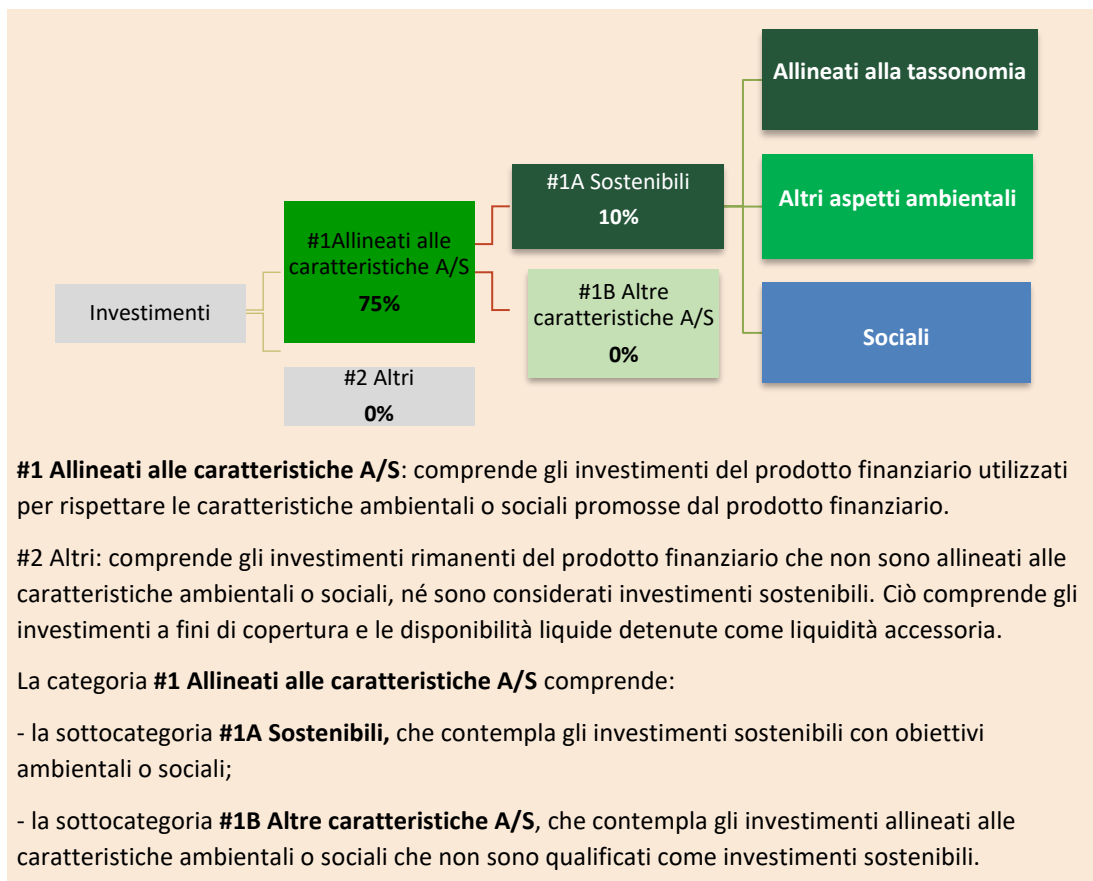 Allineati alla tassonomia
#1A Sostenibili
10%
Altri aspetti ambientali
#1Allineati alle
caratteristiche A/S
75%
#1B Altre
caratteristiche A/S
0%
Investimenti
Sociali
#2 Altri
0%
#1 Allineati alle caratteristiche A/S: comprende gli investimenti del prodotto finanziario utilizzati
per rispettare le caratteristiche ambientali o sociali promosse dal prodotto finanziario.
#2 Altri: comprende gli investimenti rimanenti del prodotto finanziario che non sono allineati alle
caratteristiche ambientali o sociali, né sono considerati investimenti sostenibili. Ciò comprende gli
investimenti a fini di copertura e le disponibilità liquide detenute come liquidità accessoria.
La categoria #1 Allineati alle caratteristiche A/S comprende:
- la sottocategoria #1A Sostenibili, che contempla gli investimenti sostenibili con obiettivi
ambientali o sociali;
- la sottocategoria #1B Altre caratteristiche A/S, che contempla gli investimenti allineati alle
caratteristiche ambientali o sociali che non sono qualificati come investimenti sostenibili.